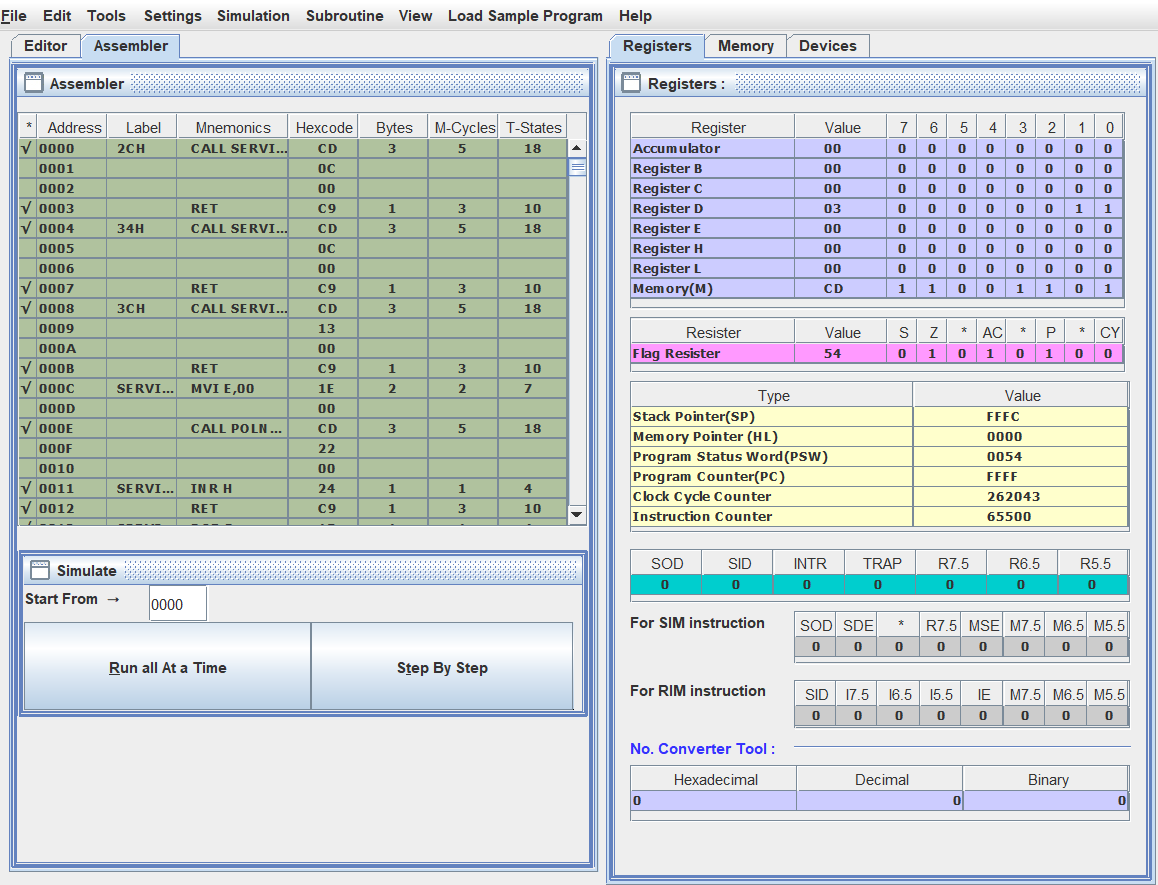 File Edit Tools Settings Simulation Subroutine View Load Sample Program Help
Editor Assembler
Assembler
* Address Label Mnemonics Hexcode Bytes M-Cycles T-States
√ 0000 2CH CALL SERVI... CD 3 5 18
0001 0C
0002 00
√ 0003 RET C9 1 3 10
√ 0004 34H CALL SERVI... CD 3 5 18
0005 0C
0006 00
√ 0007 RET C9 1 3 10
√ 0008 3CH CALL SERVI... CD 3 5 18
0009 13
000A 00
√ 000B RET C9 1 3 10
√ 000C SERVI... MVI E,00 1E 2 2 7
000D 00
√ 000E CALL POLN... CD 3 5 18
000F 22
0010 00
√ 0011 SERVI... INR H 24 1 1 4
√ 0012 RET C9 1 3 10
Simulate
Start From → 0000
Run all At a Time Step By Step
Registers Memory Devices
Registers :
Register Value 7 6 5 4 3 2 1 0
Accumulator 00 0 0 0 0 0 0 0 0
Register B 00 0 0 0 0 0 0 0 0
Register C 00 0 0 0 0 0 0 0 0
Register D 03 0 0 0 0 0 0 1 1
Register E 00 0 0 0 0 0 0 0 0
Register H 00 0 0 0 0 0 0 0 0
Register L 00 0 0 0 0 0 0 0 0
Memory(M) CD 1 1 0 0 1 1 0 1
Resister Value S Z * AC * P * CY
Flag Resister 54 0 1 0 1 0 1 0 0
Type Value
Stack Pointer(SP) FFFC
Memory Pointer (HL) 0000
Program Status Word(PSW) 0054
Program Counter(PC) FFFF
Clock Cycle Counter 262043
Instruction Counter 65500
SOD SID INTR TRAP R7.5 R6.5 R5.5
0 0 0 0 0 0 0
For SIM instruction
SOD SDE * R7.5 MSE M7.5 M6.5 M5.5
0 0 0 0 0 0 0 0
For RIM instruction
SID I7.5 I6.5 I5.5 IE M7.5 M6.5 M5.5
0 0 0 0 0 0 0 0
No. Converter Tool :
Hexadecimal Decimal Binary
0 0 0